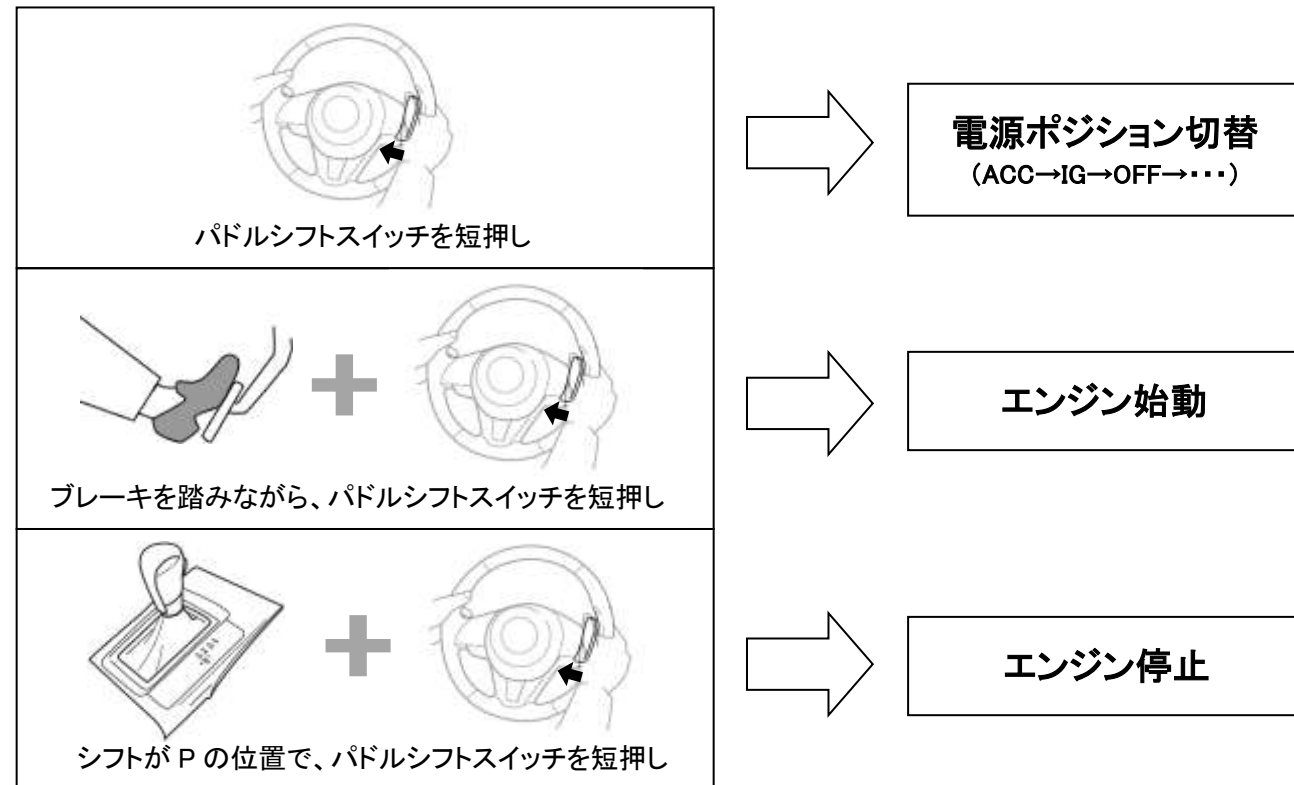 パドルシフトスイッチを短押し
電源ポジション切替
(ACC→IG→OFF→・・・)
ブレーキを踏みながら、パドルシフトスイッチを短押し
エンジン始動
シフトが P の位置で、パドルシフトスイッチを短押し
エンジン停止